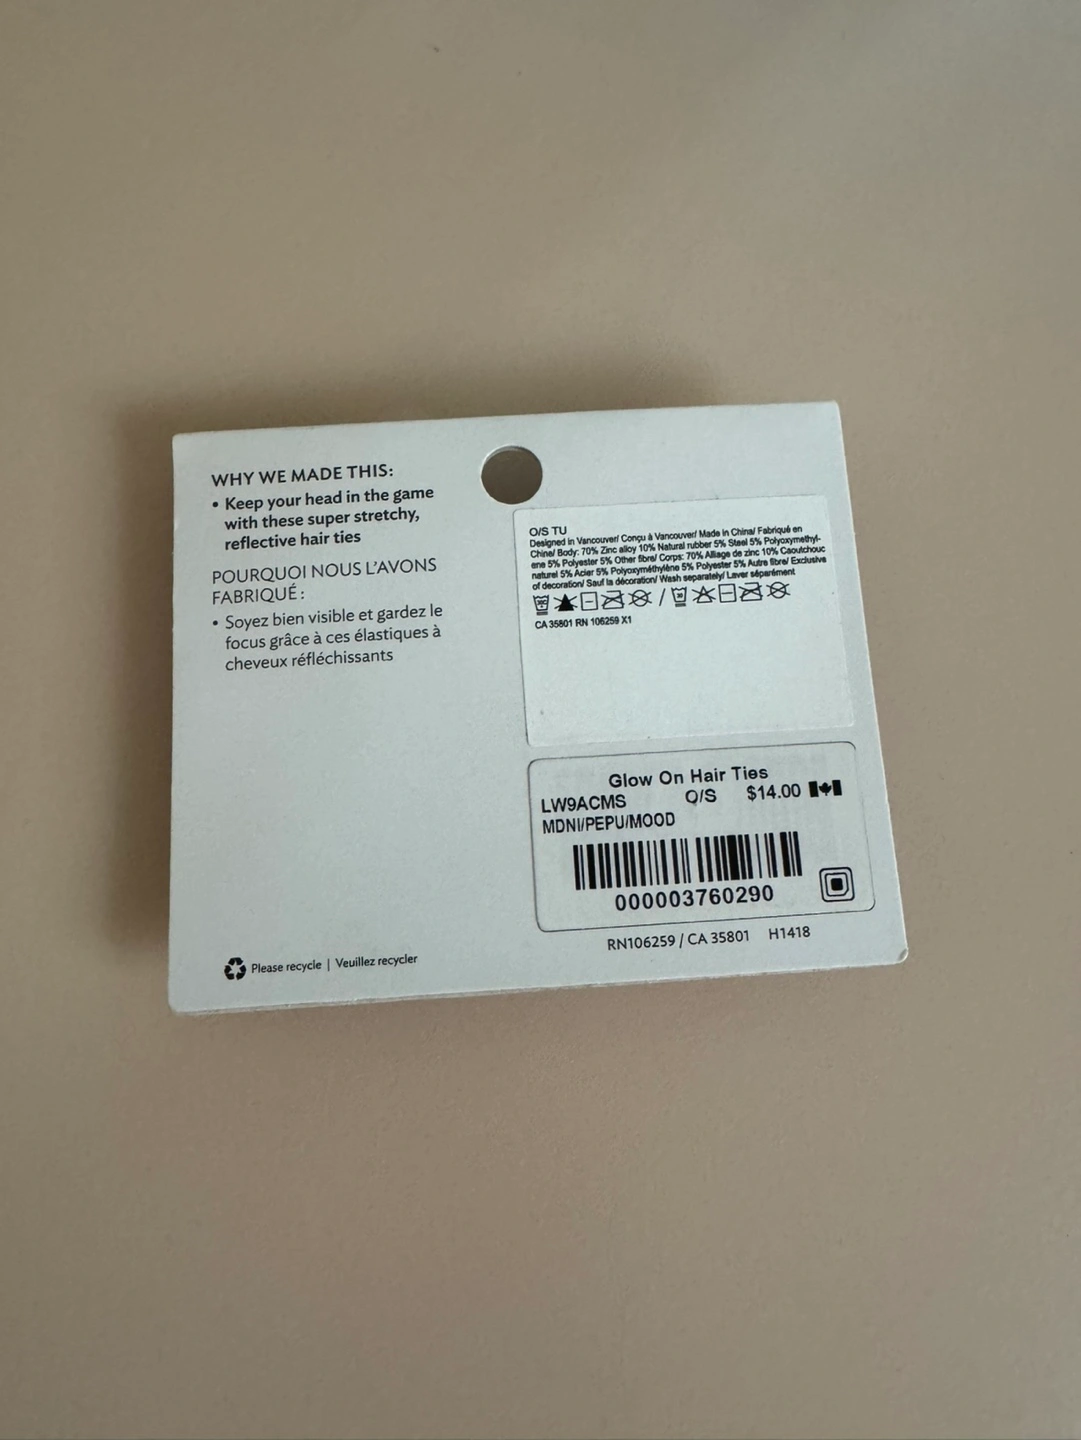 WHY WE MADE THIS:
• Keep your head in the game
with these super stretchy,
reflective hair ties
POURQUOI NOUS L'AVONS
FABRIQUÉ :
• Soyez bien visible et gardez le
focus grâce à ces élastiques à
cheveux réfléchissants
Please recycle | Veuillez recycler
O/S TU
Designed in Vancouver/ Conçu à Vancouver/ Made in China/ Fabriqué en
Chine/ Body: 70% Zinc alloy 10% Natural rubber 5% Steel 5% Polyoxymethyl-
ene 5% Polyester 5% Other fibre/ Corps: 70% Alliage de zinc 10% Caoutchouc
naturel 5% Acier 5% Polyoxyméthylène 5% Polyester 5% Autre fibre/ Exclusive
of decoration/ Sauf la décoration/ Wash separately/ Laver séparément
CA 35801 RN 106259 X1
Glow On Hair Ties
LW9ACMS O/S $14.00
MDNI/PEPU/MOOD
000003760290
RN106259 / CA 35801 H1418